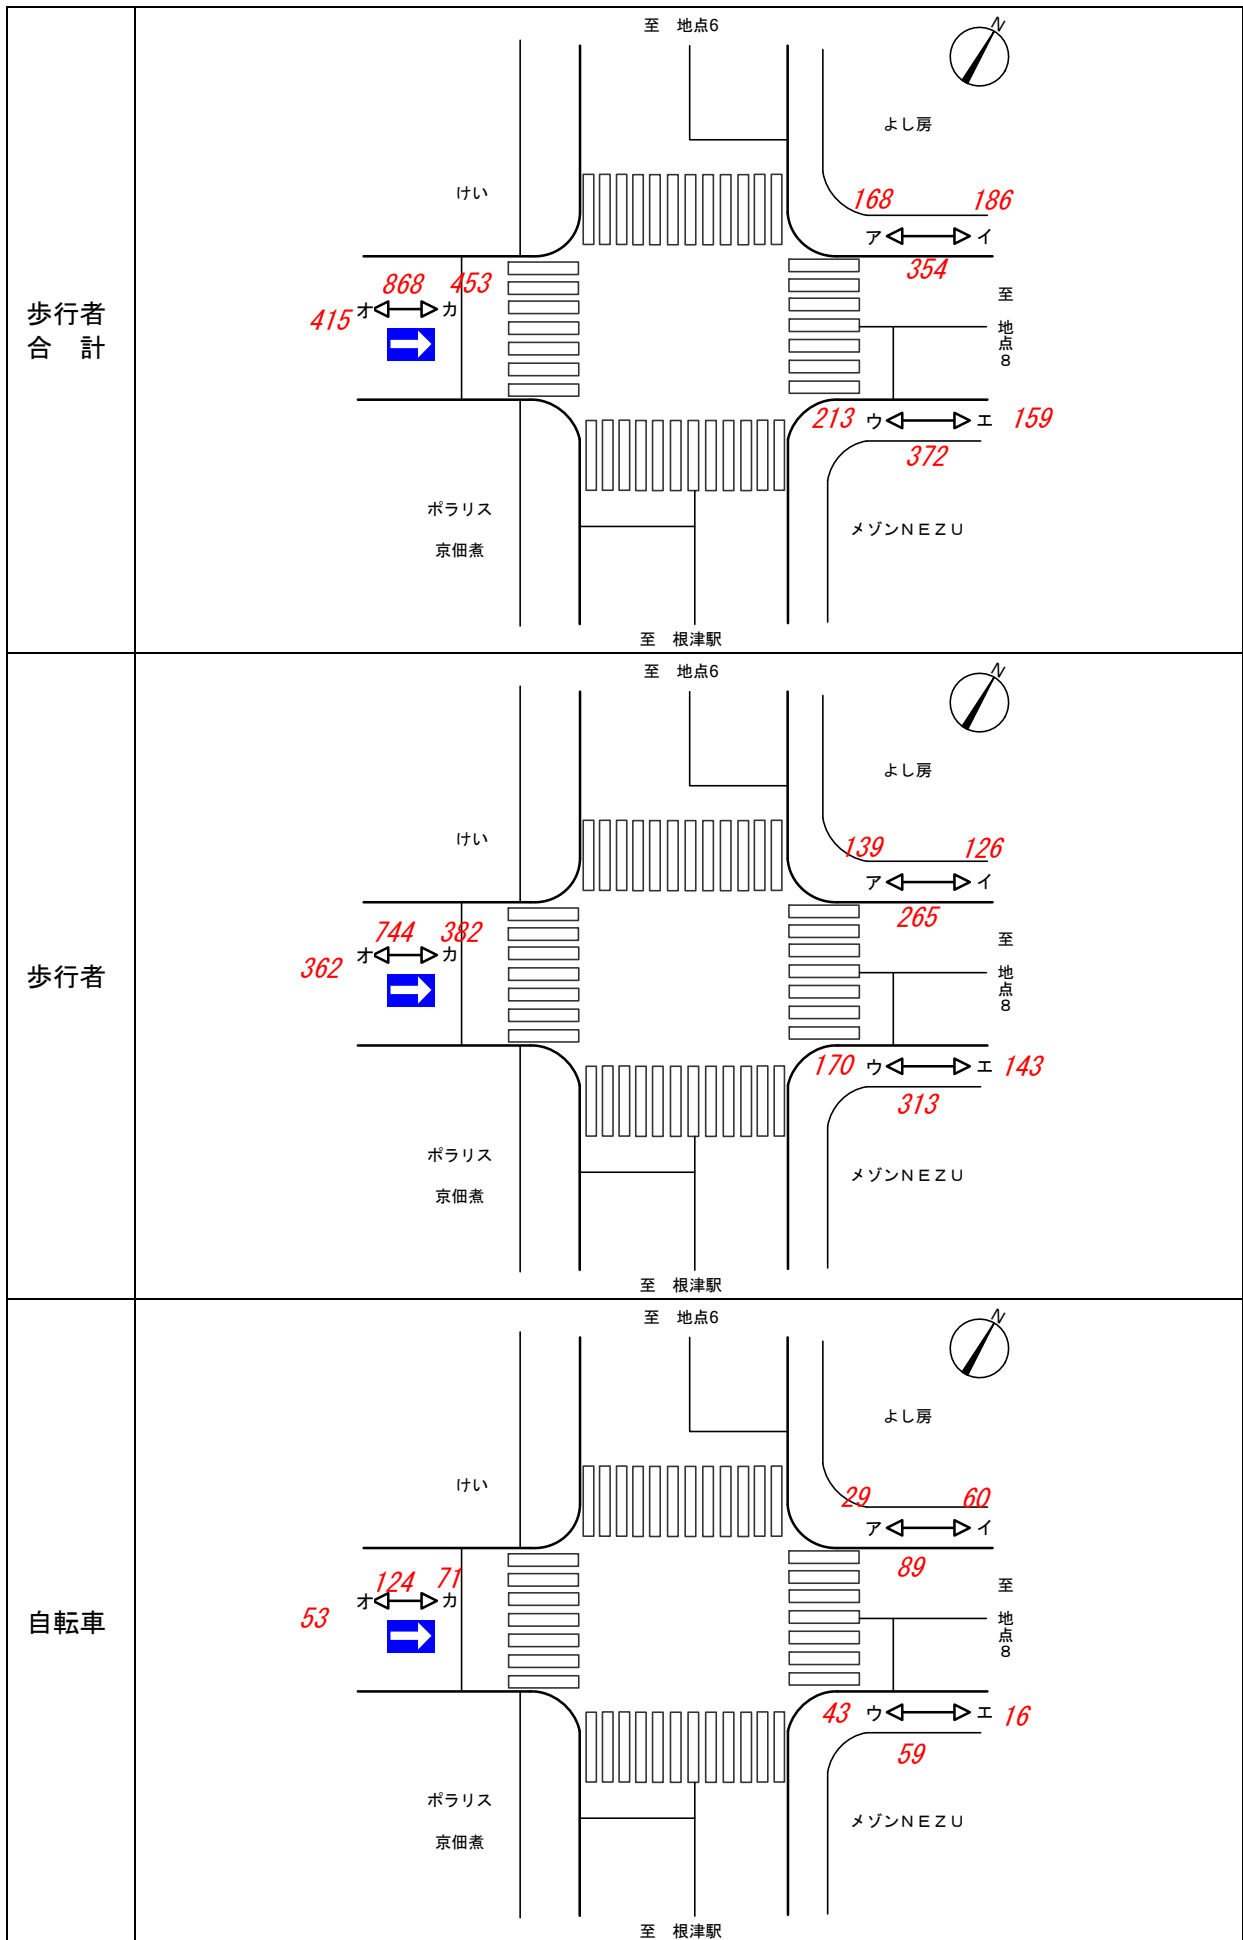 歩行者
合　計
至　地点6
N
よし房
けい
168 186
ア イ
354
868 453
415 オ カ
至 地点8
213 ウ エ 159
372
ポラリス
京佃煮
メゾンNEZU
至　根津駅
歩行者
至　地点6
N
よし房
けい
139 126
ア イ
265
744 382
362 オ カ
至 地点8
170 ウ エ 143
313
ポラリス
京佃煮
メゾンNEZU
至　根津駅
自転車
至　地点6
N
よし房
けい
29 60
ア イ
89
124 71
53 オ カ
至 地点8
43 ウ エ 16
59
ポラリス
京佃煮
メゾンNEZU
至　根津駅